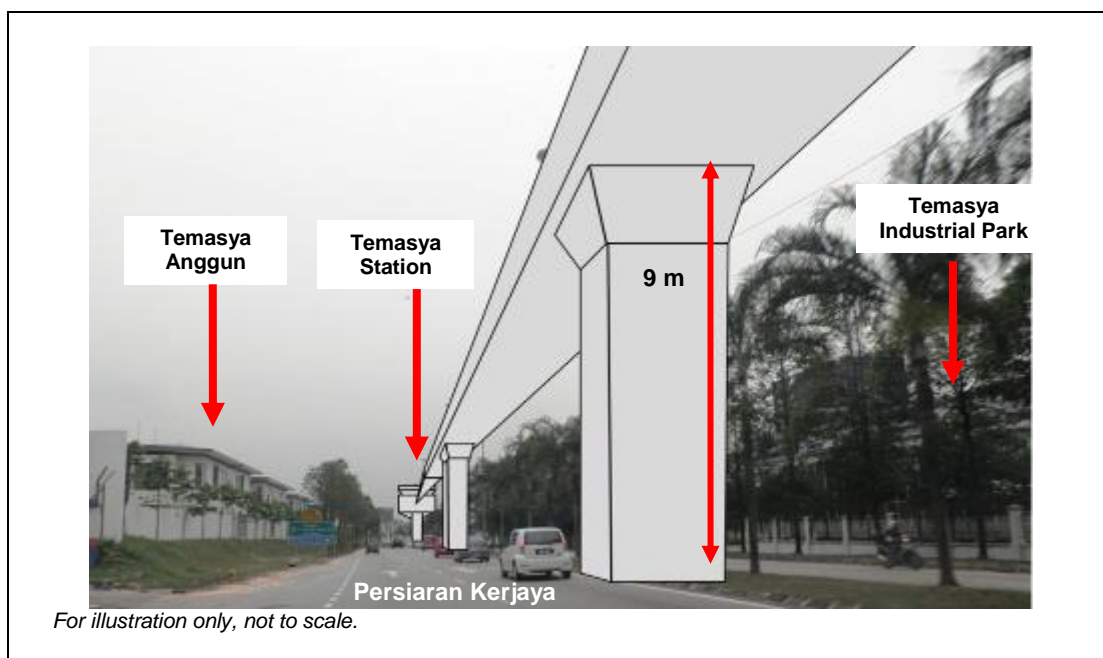 Temasya
Anggun
Temasya
Station
Temasya
Industrial Park
9 m
Persiaran Kerjaya
For illustration only, not to scale.